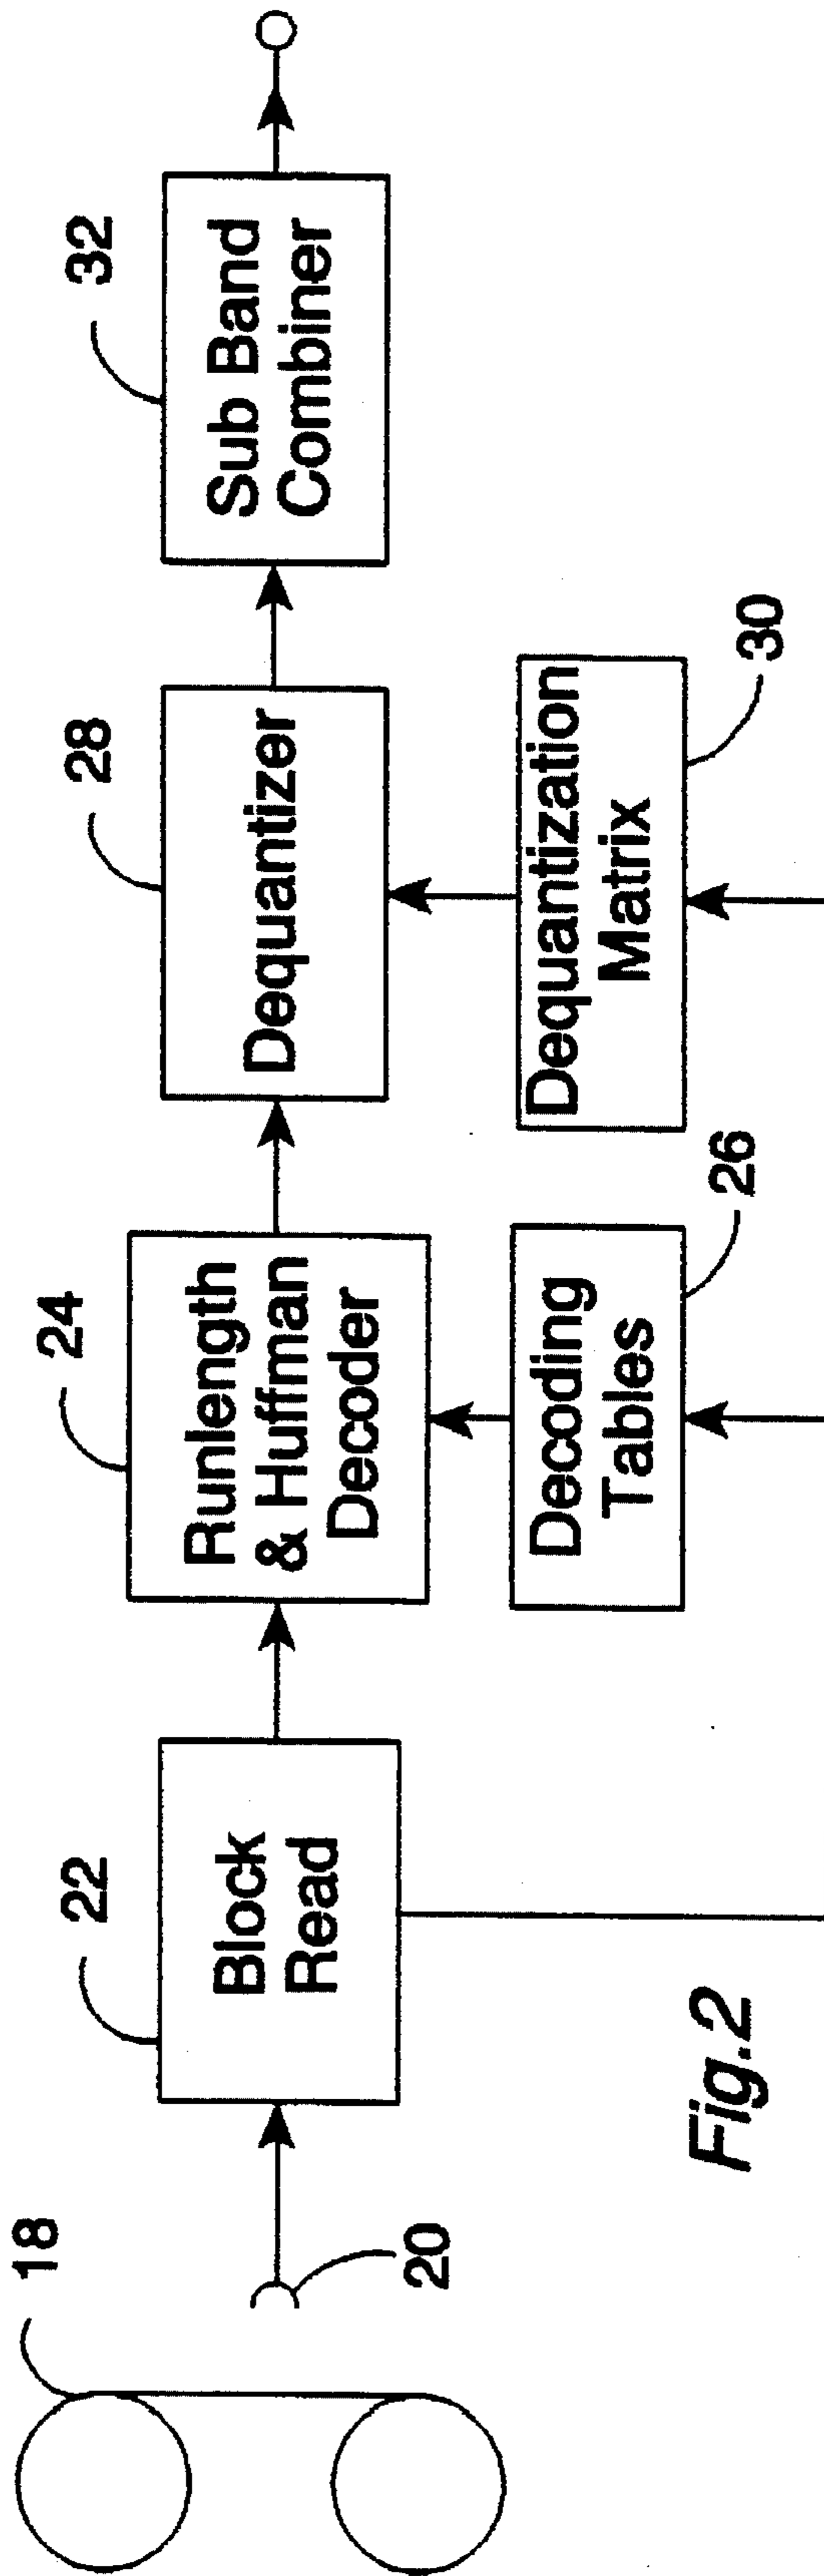 18
20
22
Block
Read
24
Runlength
& Huffman
Decoder
26
Decoding
Tables
28
Dequantizer
30
Dequantization
Matrix
32
Sub Band
Combiner
Fig.2